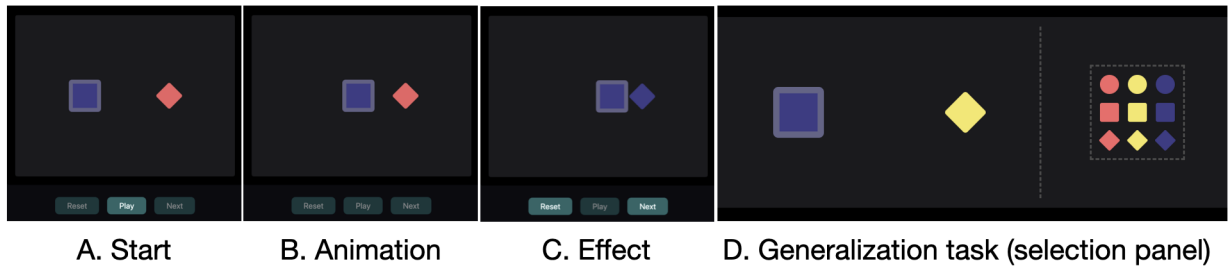 Reset Play Next
Reset Play Next
Reset Play Next
A. Start
B. Animation
C. Effect
D. Generalization task (selection panel)